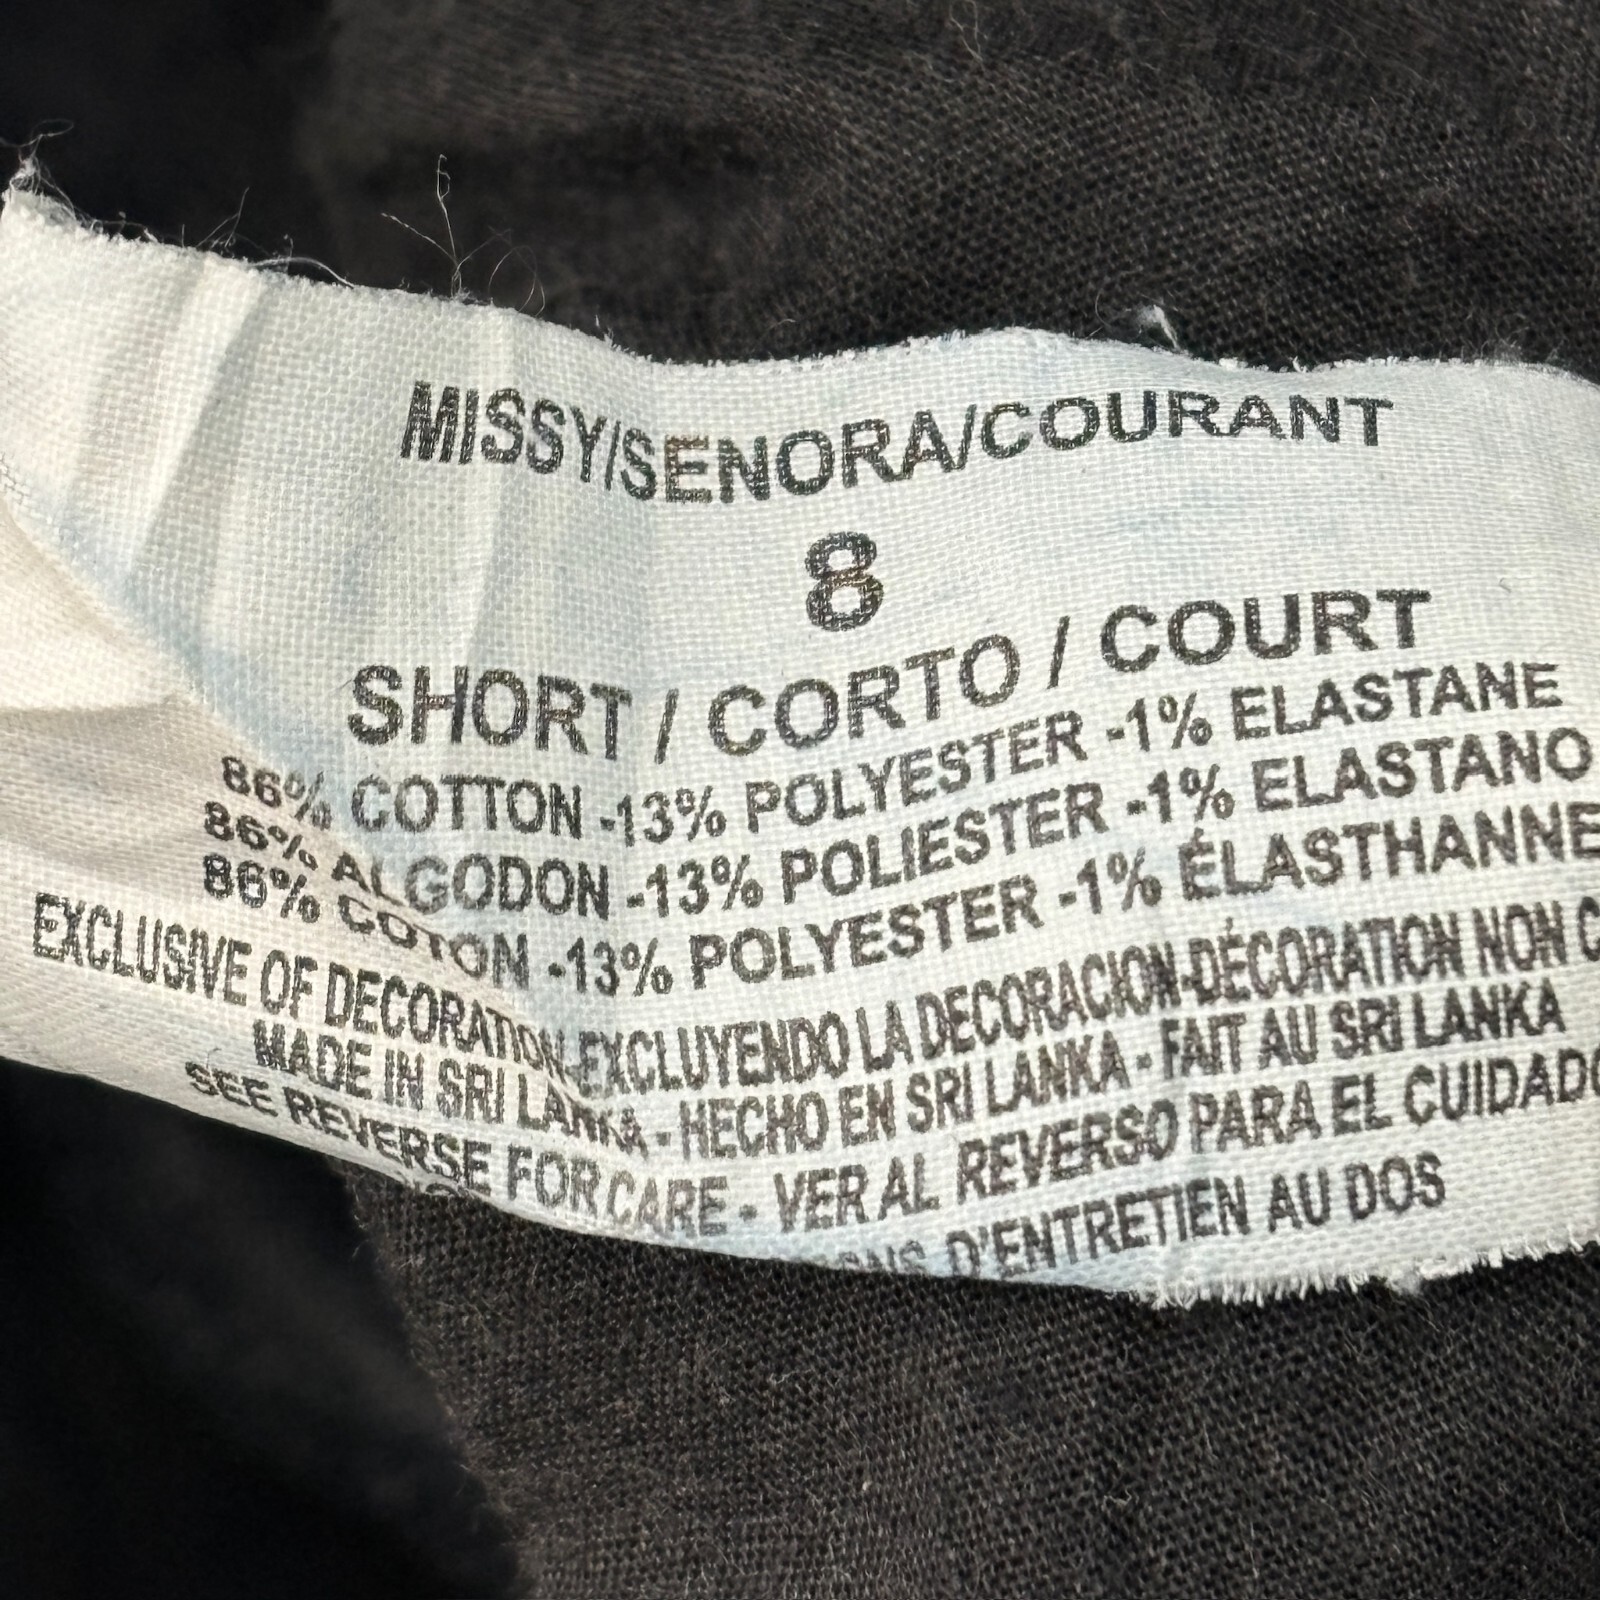 MISSY/SENORA/COURANT
8
SHORT / CORTO / COURT
86% COTTON -13% POLYESTER -1% ELASTANE
86% ALGODON -13% POLIESTER -1% ELASTANO
86% COTON -13% POLYESTER -1% ÉLASTHANNE
EXCLUSIVE OF DECORATION-EXCLUYENDO LA DECORACION-DÉCORATION NON C
MADE IN SRI LANKA - HECHO EN SRI LANKA - FAIT AU SRI LANKA
SEE REVERSE FOR CARE - VER AL REVERSO PARA EL CUIDADO
D'ENTRETIEN AU DOS